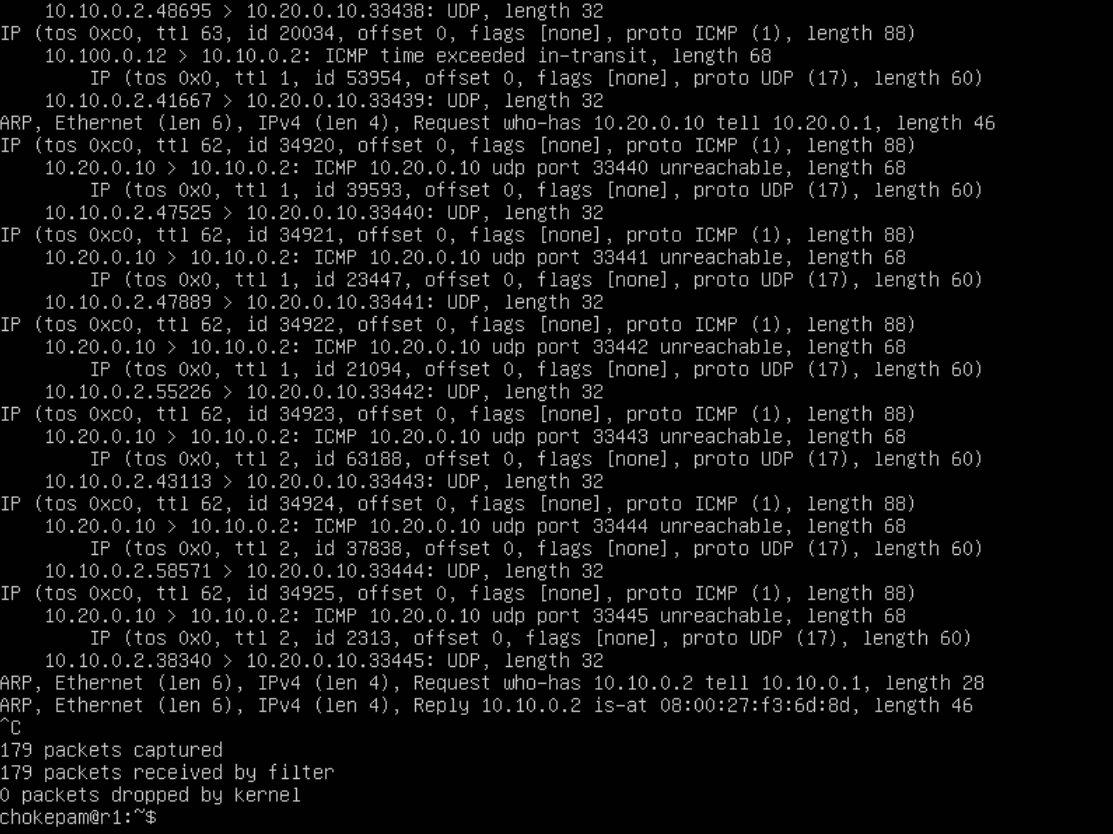 10.10.0.2.48695 > 10.20.0.10.33438: UDP, length 32
IP (tos 0xc0, ttl 63, id 20034, offset 0, flags [none], proto ICMP (1), length 88)
10.100.0.12 > 10.10.0.2: ICMP time exceeded in-transit, length 68
IP (tos 0x0, ttl 1, id 53954, offset 0, flags [none], proto UDP (17), length 60)
10.10.0.2.41667 > 10.20.0.10.33439: UDP, length 32
ARP, Ethernet (len 6), IPv4 (len 4), Request who-has 10.20.0.10 tell 10.20.0.1, length 46
IP (tos 0xc0, ttl 62, id 34920, offset 0, flags [none], proto ICMP (1), length 88)
10.20.0.10 > 10.10.0.2: ICMP 10.20.0.10 udp port 33440 unreachable, length 68
IP (tos 0x0, ttl 1, id 39593, offset 0, flags [none], proto UDP (17), length 60)
10.10.0.2.47525 > 10.20.0.10.33440: UDP, length 32
IP (tos 0xc0, ttl 62, id 34921, offset 0, flags [none], proto ICMP (1), length 88)
10.20.0.10 > 10.10.0.2: ICMP 10.20.0.10 udp port 33441 unreachable, length 68
IP (tos 0x0, ttl 1, id 23447, offset 0, flags [none], proto UDP (17), length 60)
10.10.0.2.47889 > 10.20.0.10.33441: UDP, length 32
IP (tos 0xc0, ttl 62, id 34922, offset 0, flags [none], proto ICMP (1), length 88)
10.20.0.10 > 10.10.0.2: ICMP 10.20.0.10 udp port 33442 unreachable, length 68
IP (tos 0x0, ttl 1, id 21094, offset 0, flags [none], proto UDP (17), length 60)
10.10.0.2.55226 > 10.20.0.10.33442: UDP, length 32
IP (tos 0xc0, ttl 62, id 34923, offset 0, flags [none], proto ICMP (1), length 88)
10.20.0.10 > 10.10.0.2: ICMP 10.20.0.10 udp port 33443 unreachable, length 68
IP (tos 0x0, ttl 2, id 63188, offset 0, flags [none], proto UDP (17), length 60)
10.10.0.2.43113 > 10.20.0.10.33443: UDP, length 32
IP (tos 0xc0, ttl 62, id 34924, offset 0, flags [none], proto ICMP (1), length 88)
10.20.0.10 > 10.10.0.2: ICMP 10.20.0.10 udp port 33444 unreachable, length 68
IP (tos 0x0, ttl 2, id 37838, offset 0, flags [none], proto UDP (17), length 60)
10.10.0.2.58571 > 10.20.0.10.33444: UDP, length 32
IP (tos 0xc0, ttl 62, id 34925, offset 0, flags [none], proto ICMP (1), length 88)
10.20.0.10 > 10.10.0.2: ICMP 10.20.0.10 udp port 33445 unreachable, length 68
IP (tos 0x0, ttl 2, id 2313, offset 0, flags [none], proto UDP (17), length 60)
10.10.0.2.38340 > 10.20.0.10.33445: UDP, length 32
ARP, Ethernet (len 6), IPv4 (len 4), Request who-has 10.10.0.2 tell 10.10.0.1, length 28
ARP, Ethernet (len 6), IPv4 (len 4), Reply 10.10.0.2 is-at 08:00:27:f3:6d:8d, length 46
^C
179 packets captured
179 packets received by filter
0 packets dropped by kernel
chokepam@r1:~$